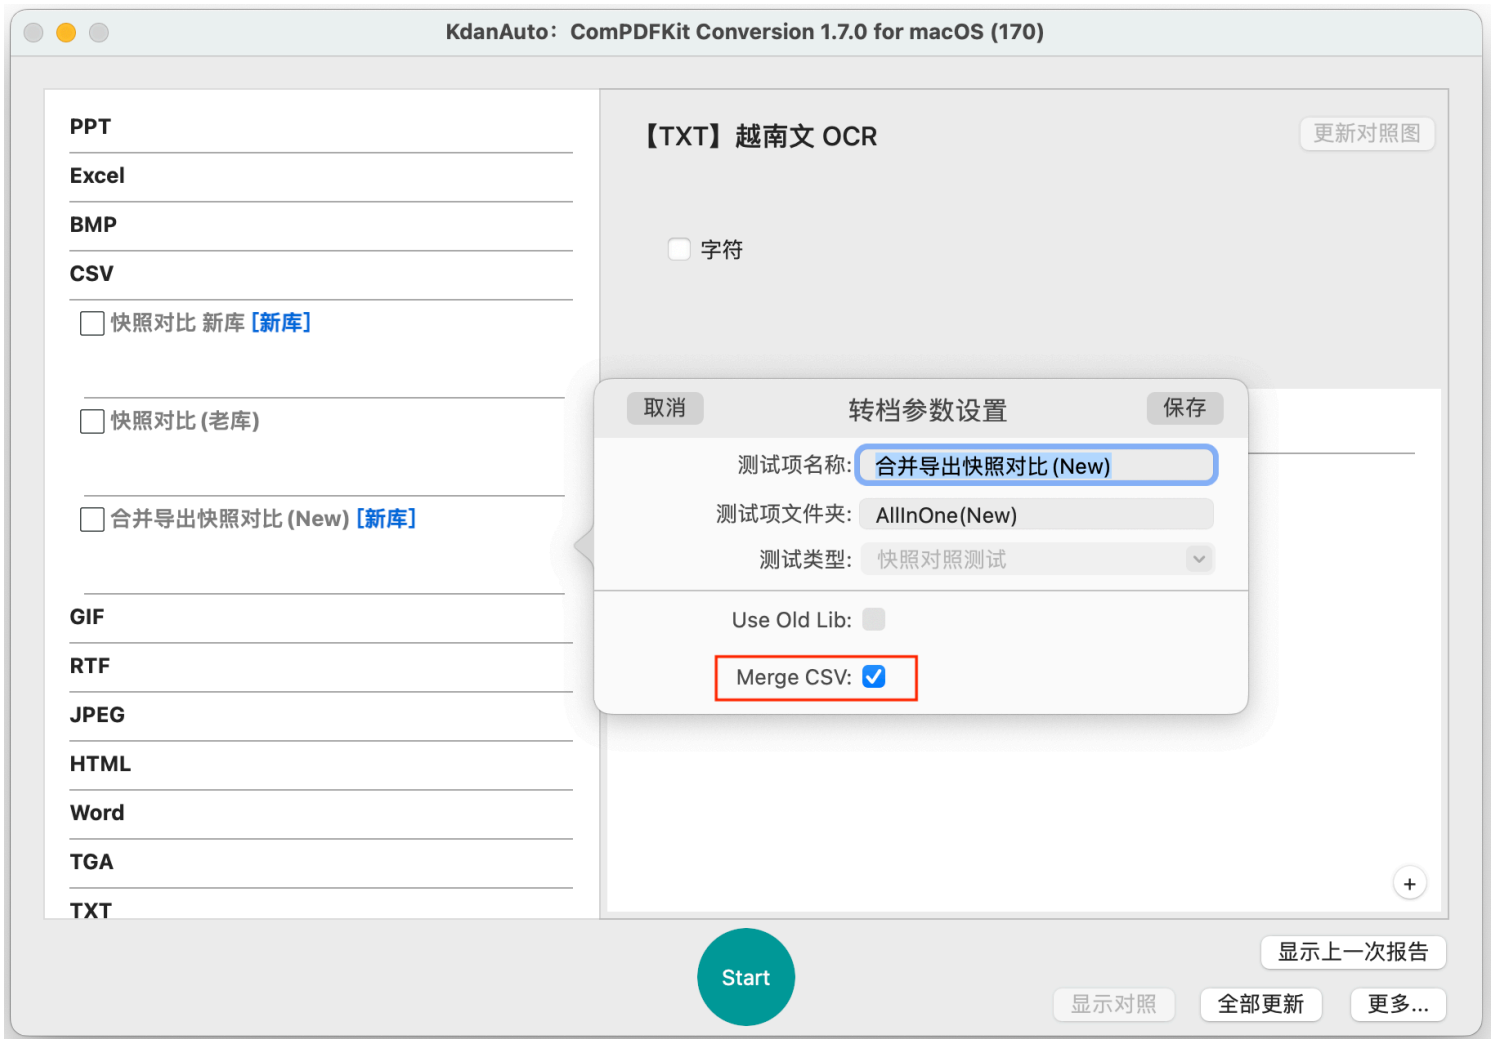 KdanAuto：ComPDFKit Conversion 1.7.0 for macOS (170)
PPT
Excel
BMP
CSV
快照对比 新库 [新库]
快照对比 (老库)
合并导出快照对比 (New) [新库]
GIF
RTF
JPEG
HTML
Word
TGA
TXT
【TXT】越南文 OCR
更新对照图
字符
取消
转档参数设置
保存
测试项名称: 合并导出快照对比 (New)
测试项文件夹: AllInOne(New)
测试类型: 快照对照测试
Use Old Lib:
Merge CSV:
+
Start
显示上一次报告
显示对照
全部更新
更多...